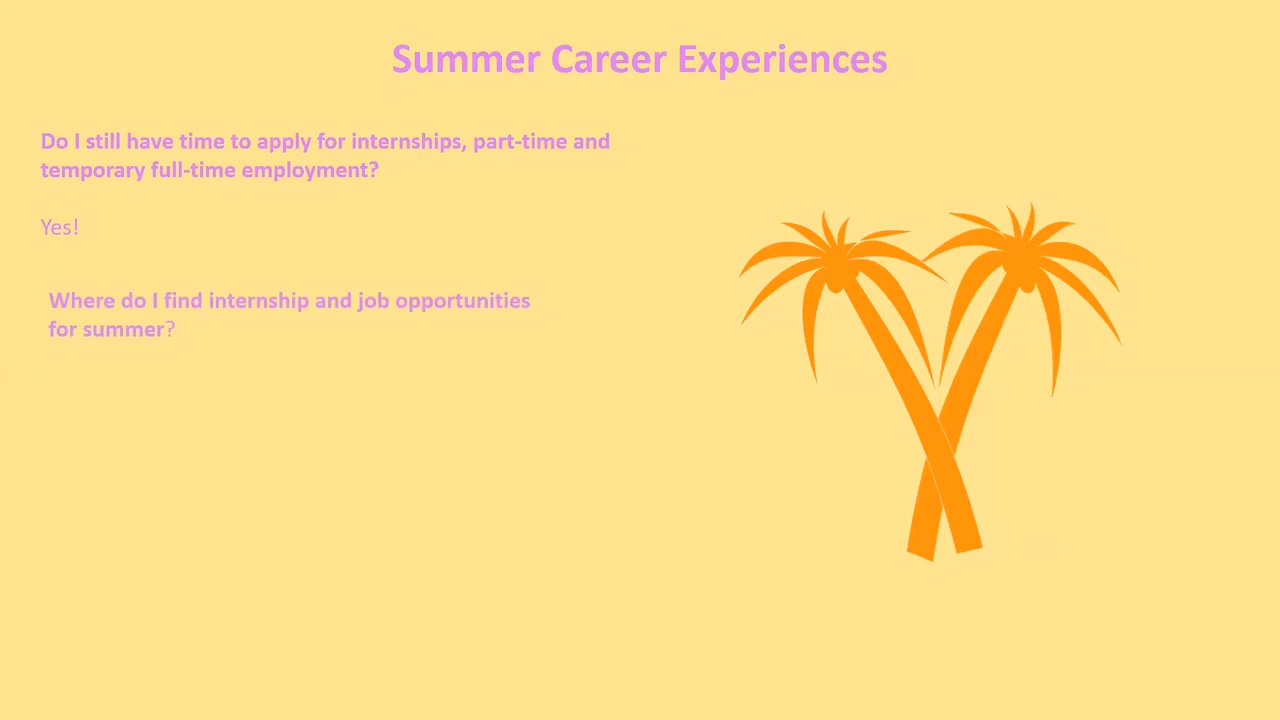 Summer Career Experiences
Do I still have time to apply for internships, part-time and
temporary full-time employment?
Yes!
Where do I find internship and job opportunities
for summer?